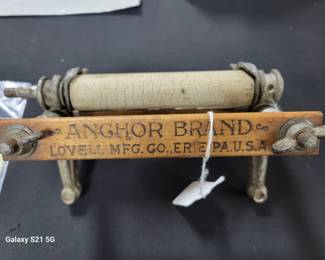 ANCHOR BRAND
LOVELL MFG. CO., ERIE, PA. U.S.A.
Galaxy S21 5G